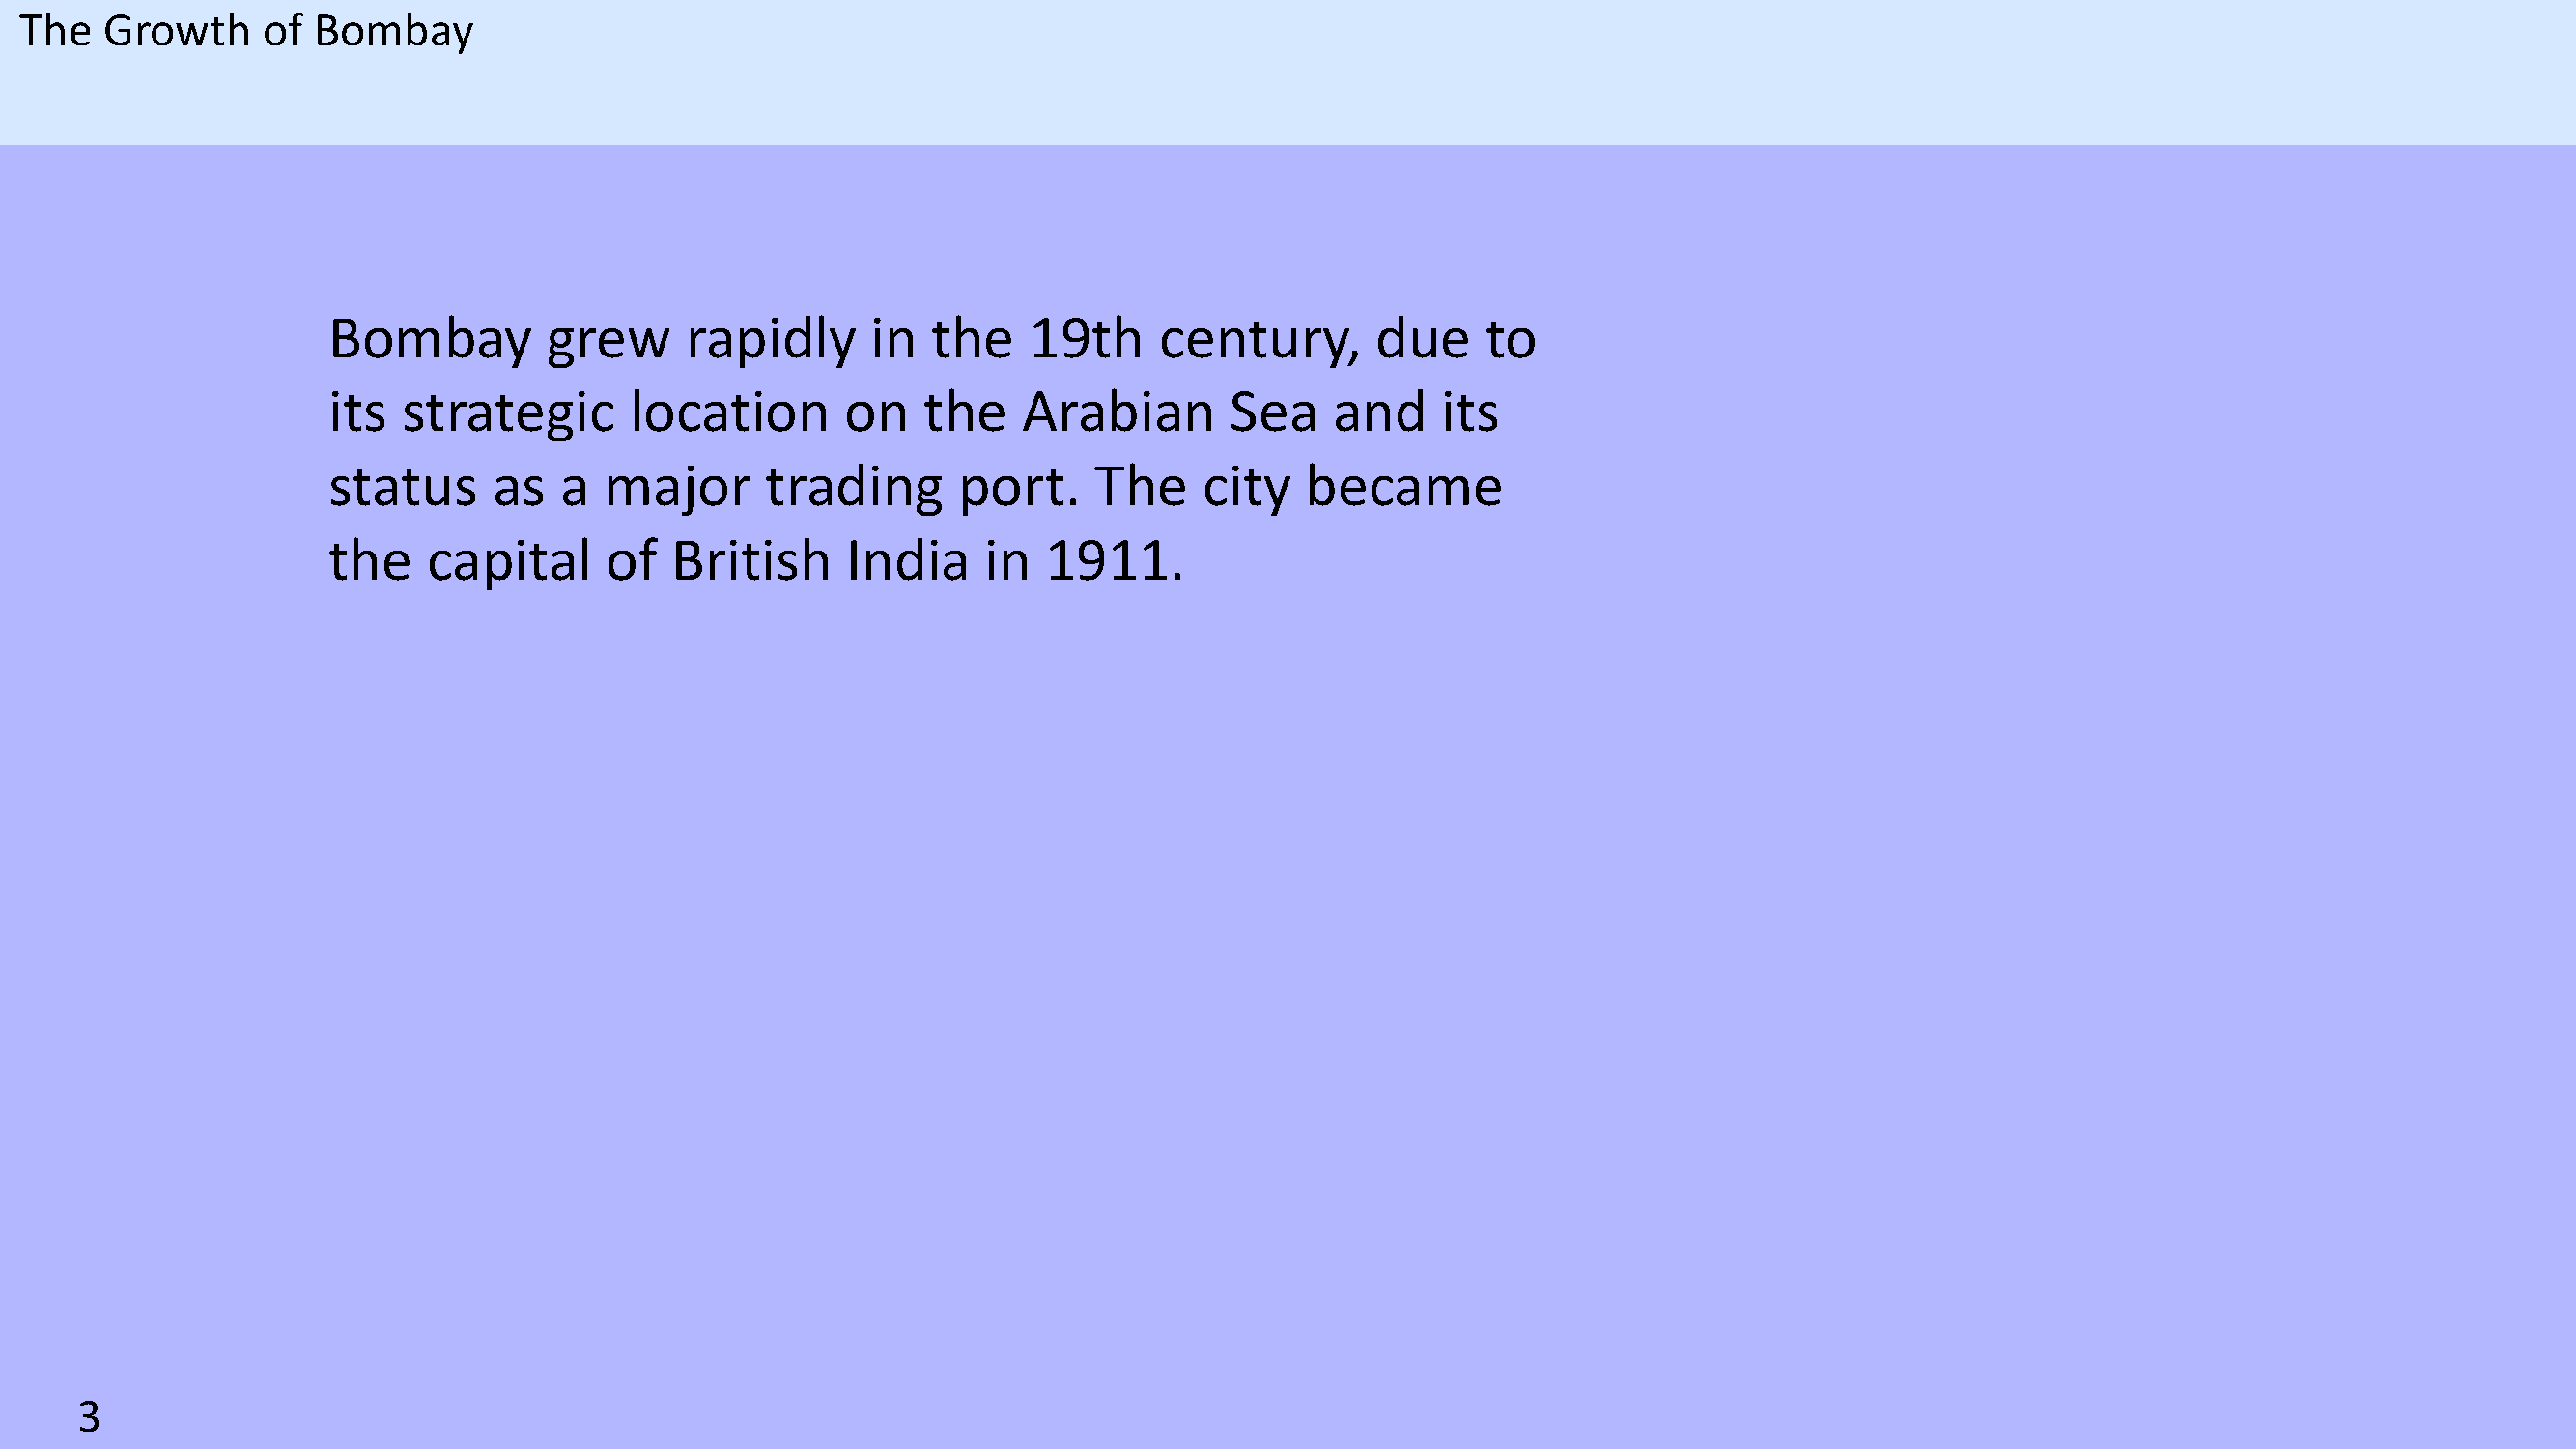 The Growth of Bombay
Bombay grew rapidly in the 19th century, due to
its strategic location on the Arabian Sea and its
status as a major trading port. The city became
the capital of British India in 1911.
3